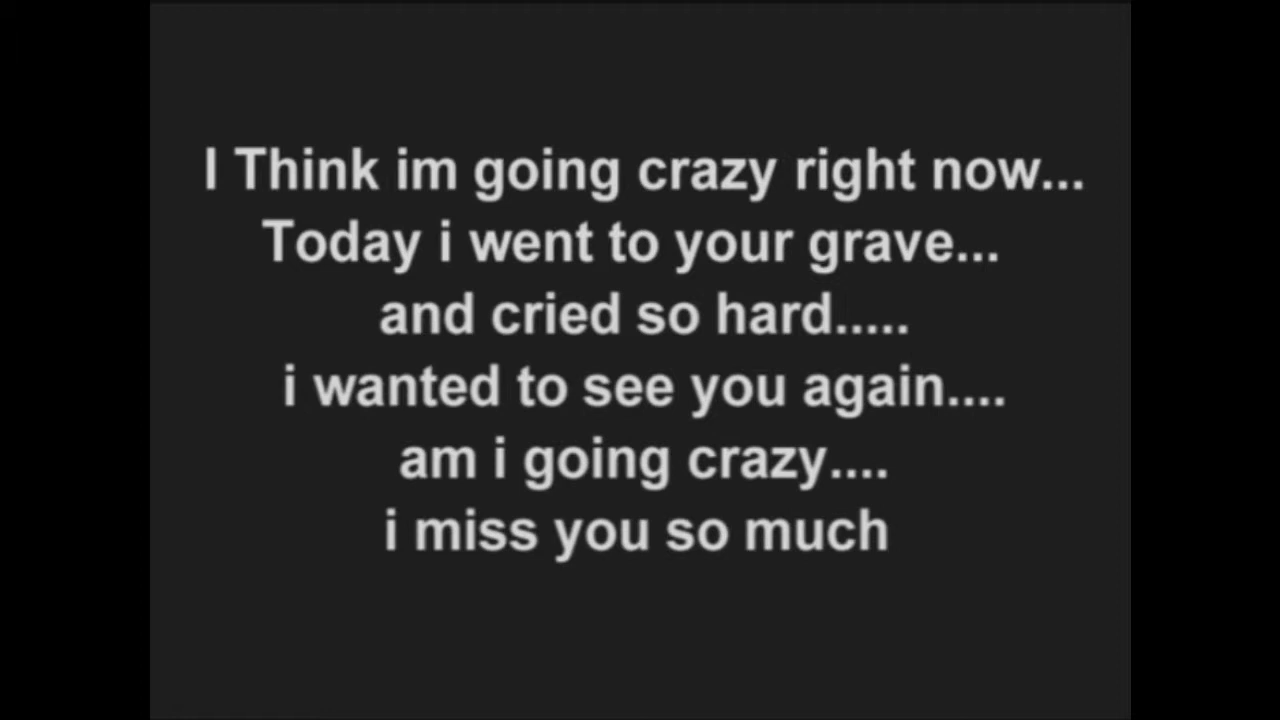 I Think im going crazy right now...
Today i went to your grave...
and cried so hard.....
i wanted to see you again....
am i going crazy....
i miss you so much